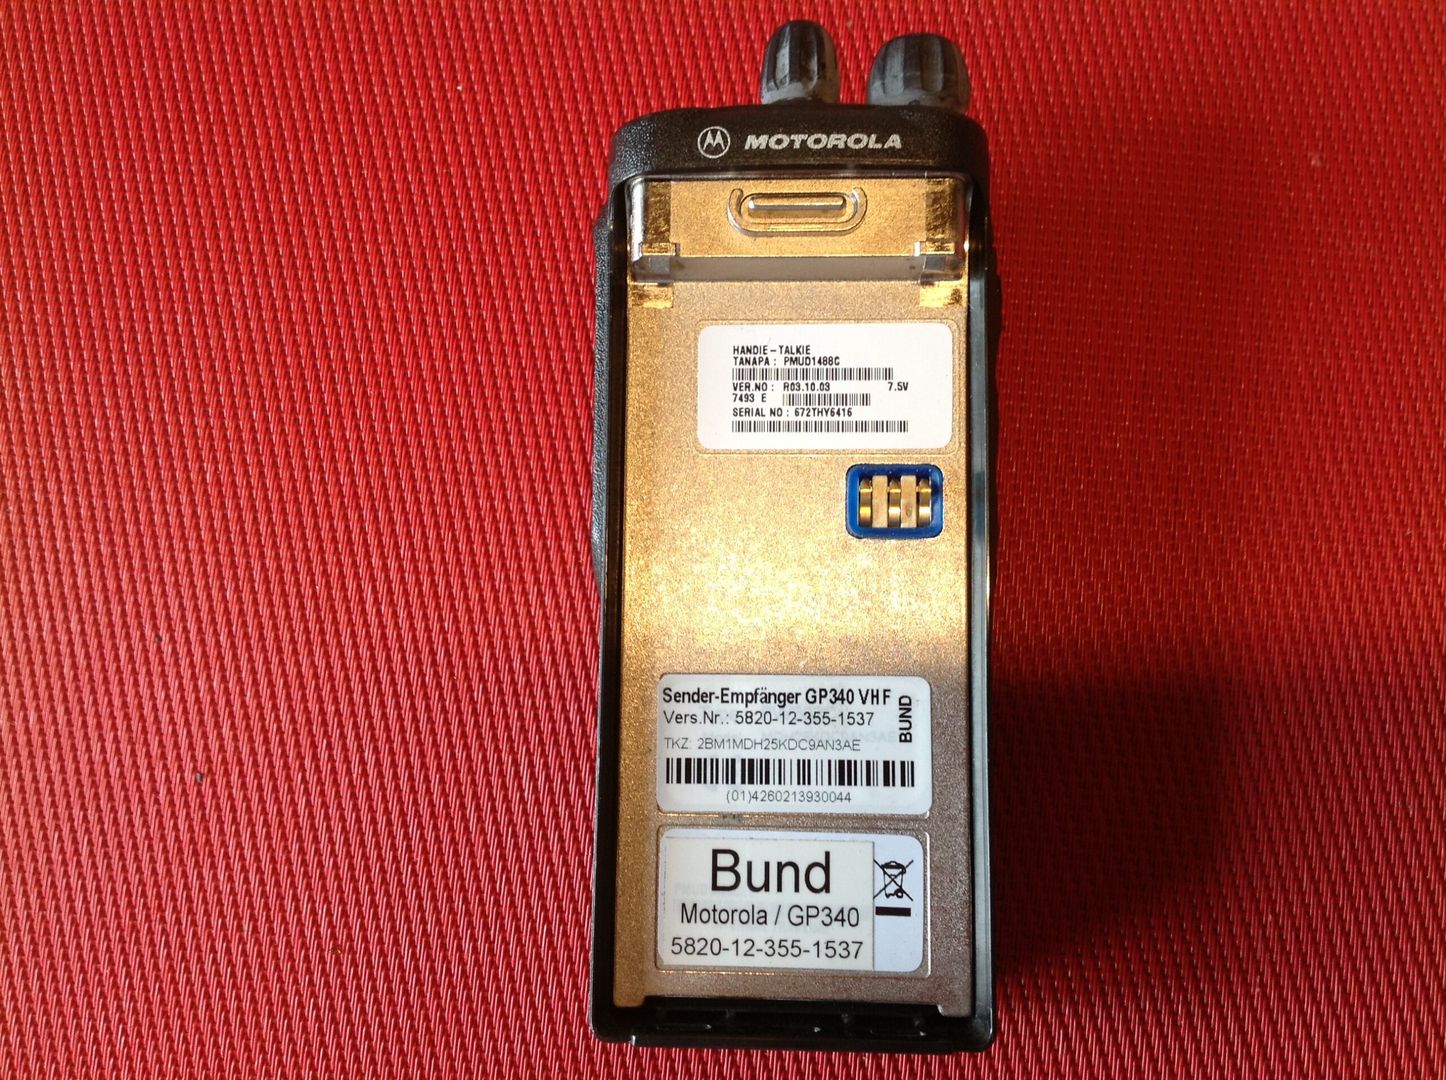 MOTOROLA
HANDIE-TALKIE
TANAPA : PMUD1488C
VER.NO : R03.10.03 7.5V
7493 E
SERIAL NO : 672THY6416
Sender-Empfänger GP340 VHF
Vers.Nr.: 5820-12-355-1537
BUND
TKZ: 2BM1MDH25KDC9AN3AE
(01)4260213930044
Bund
Motorola / GP340
5820-12-355-1537